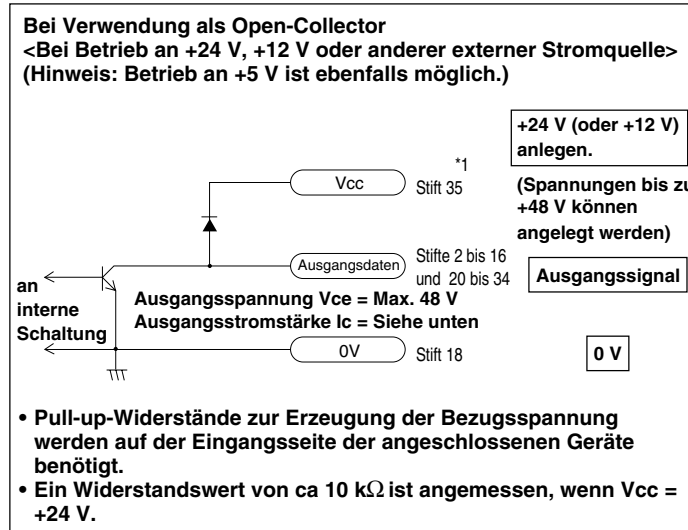 Bei Verwendung als Open-Collector
<Bei Betrieb an +24 V, +12 V oder anderer externer Stromquelle>
(Hinweis: Betrieb an +5 V ist ebenfalls möglich.)
+24 V (oder +12 V)
anlegen.
*1
Vcc
Stift 35
(Spannungen bis zu
+48 V können
angelegt werden)
Ausgangsdaten
Stifte 2 bis 16
und 20 bis 34
Ausgangssignal
an
interne
Schaltung
Ausgangsspannung Vce = Max. 48 V
Ausgangsstromstärke Ic = Siehe unten
0V
Stift 18
0 V
• Pull-up-Widerstände zur Erzeugung der Bezugsspannung
werden auf der Eingangsseite der angeschlossenen Geräte
benötigt.
• Ein Widerstandswert von ca 10 kΩ ist angemessen, wenn Vcc =
+24 V.